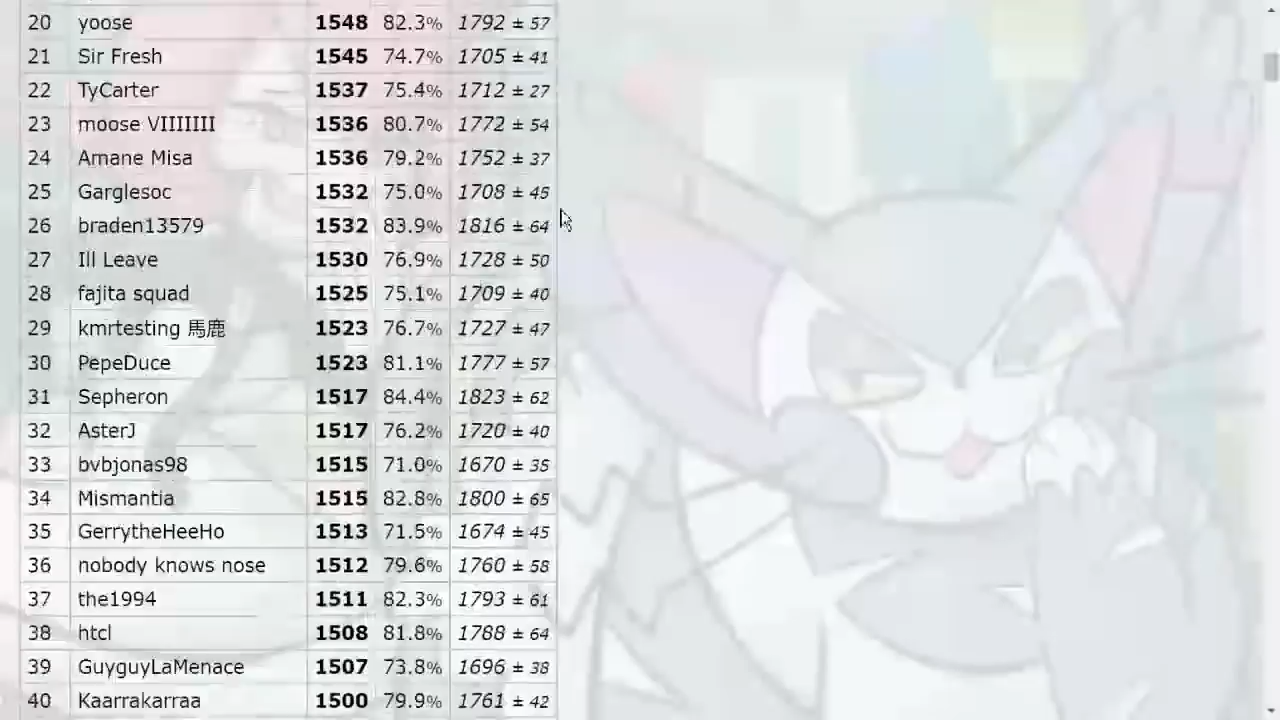 20 yoose 1548 82.3% 1792 ± 57
21 Sir Fresh 1545 74.7% 1705 ± 41
22 TyCarter 1537 75.4% 1712 ± 27
23 moose VIIIIIII 1536 80.7% 1772 ± 54
24 Amane Misa 1536 79.2% 1752 ± 37
25 Garglesoc 1532 75.0% 1708 ± 45
26 braden13579 1532 83.9% 1816 ± 64
27 Ill Leave 1530 76.9% 1728 ± 50
28 fajita squad 1525 75.1% 1709 ± 40
29 kmrtesting 馬鹿 1523 76.7% 1727 ± 47
30 PepeDuce 1523 81.1% 1777 ± 57
31 Sepheron 1517 84.4% 1823 ± 62
32 AsterJ 1517 76.2% 1720 ± 40
33 bvbjonas98 1515 71.0% 1670 ± 35
34 Mismantia 1515 82.8% 1800 ± 65
35 GerrytheHeeHo 1513 71.5% 1674 ± 45
36 nobody knows nose 1512 79.6% 1760 ± 58
37 the1994 1511 82.3% 1793 ± 61
38 htcl 1508 81.8% 1788 ± 64
39 GuyguyLaMenace 1507 73.8% 1696 ± 38
40 Kaarrakarraa 1500 79.9% 1761 ± 42